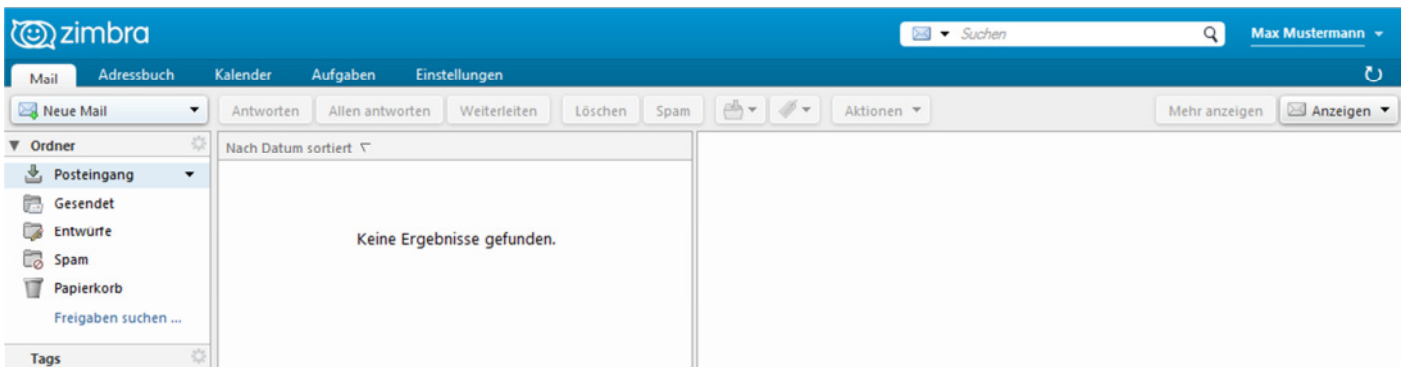 zimbra Suchen Max Mustermann
Mail Adressbuch Kalender Aufgaben Einstellungen
Neue Mail Antworten Allen antworten Weiterleiten Löschen Spam Aktionen Mehr anzeigen Anzeigen
Ordner
Nach Datum sortiert
Posteingang
Gesendet
Entwürfe
Keine Ergebnisse gefunden.
Spam
Papierkorb
Freigaben suchen ...
Tags